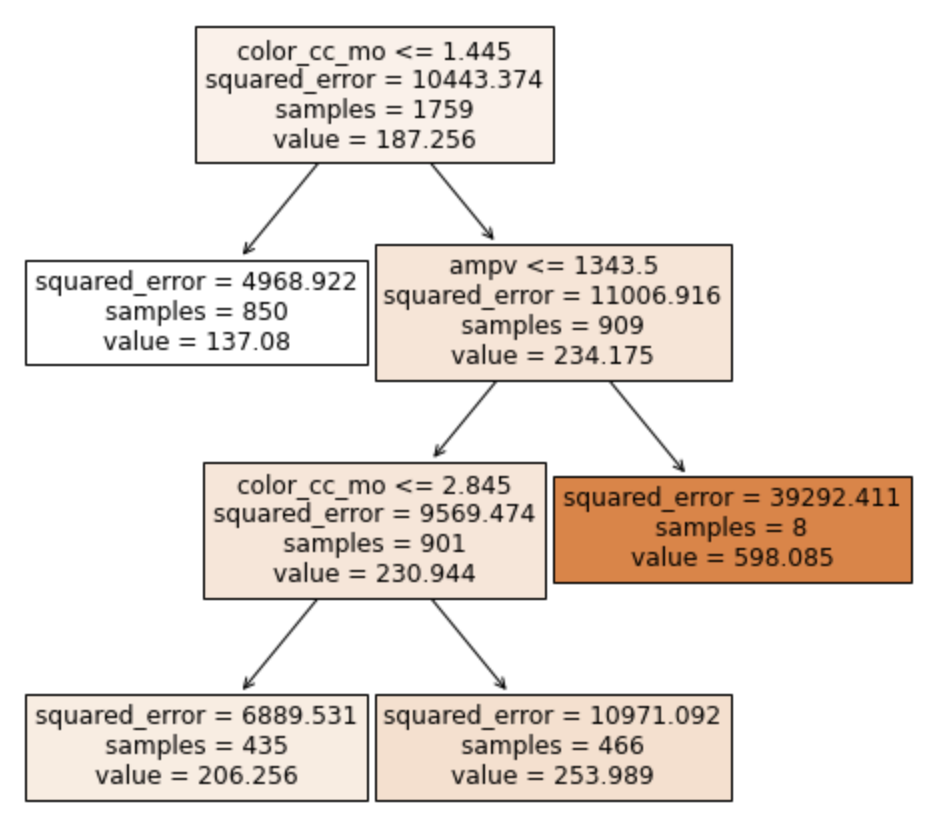 color_cc_mo <= 1.445
squared_error = 10443.374
samples = 1759
value = 187.256
squared_error = 4968.922
samples = 850
value = 137.08
ampv <= 1343.5
squared_error = 11006.916
samples = 909
value = 234.175
color_cc_mo <= 2.845
squared_error = 9569.474
samples = 901
value = 230.944
squared_error = 39292.411
samples = 8
value = 598.085
squared_error = 6889.531
samples = 435
value = 206.256
squared_error = 10971.092
samples = 466
value = 253.989